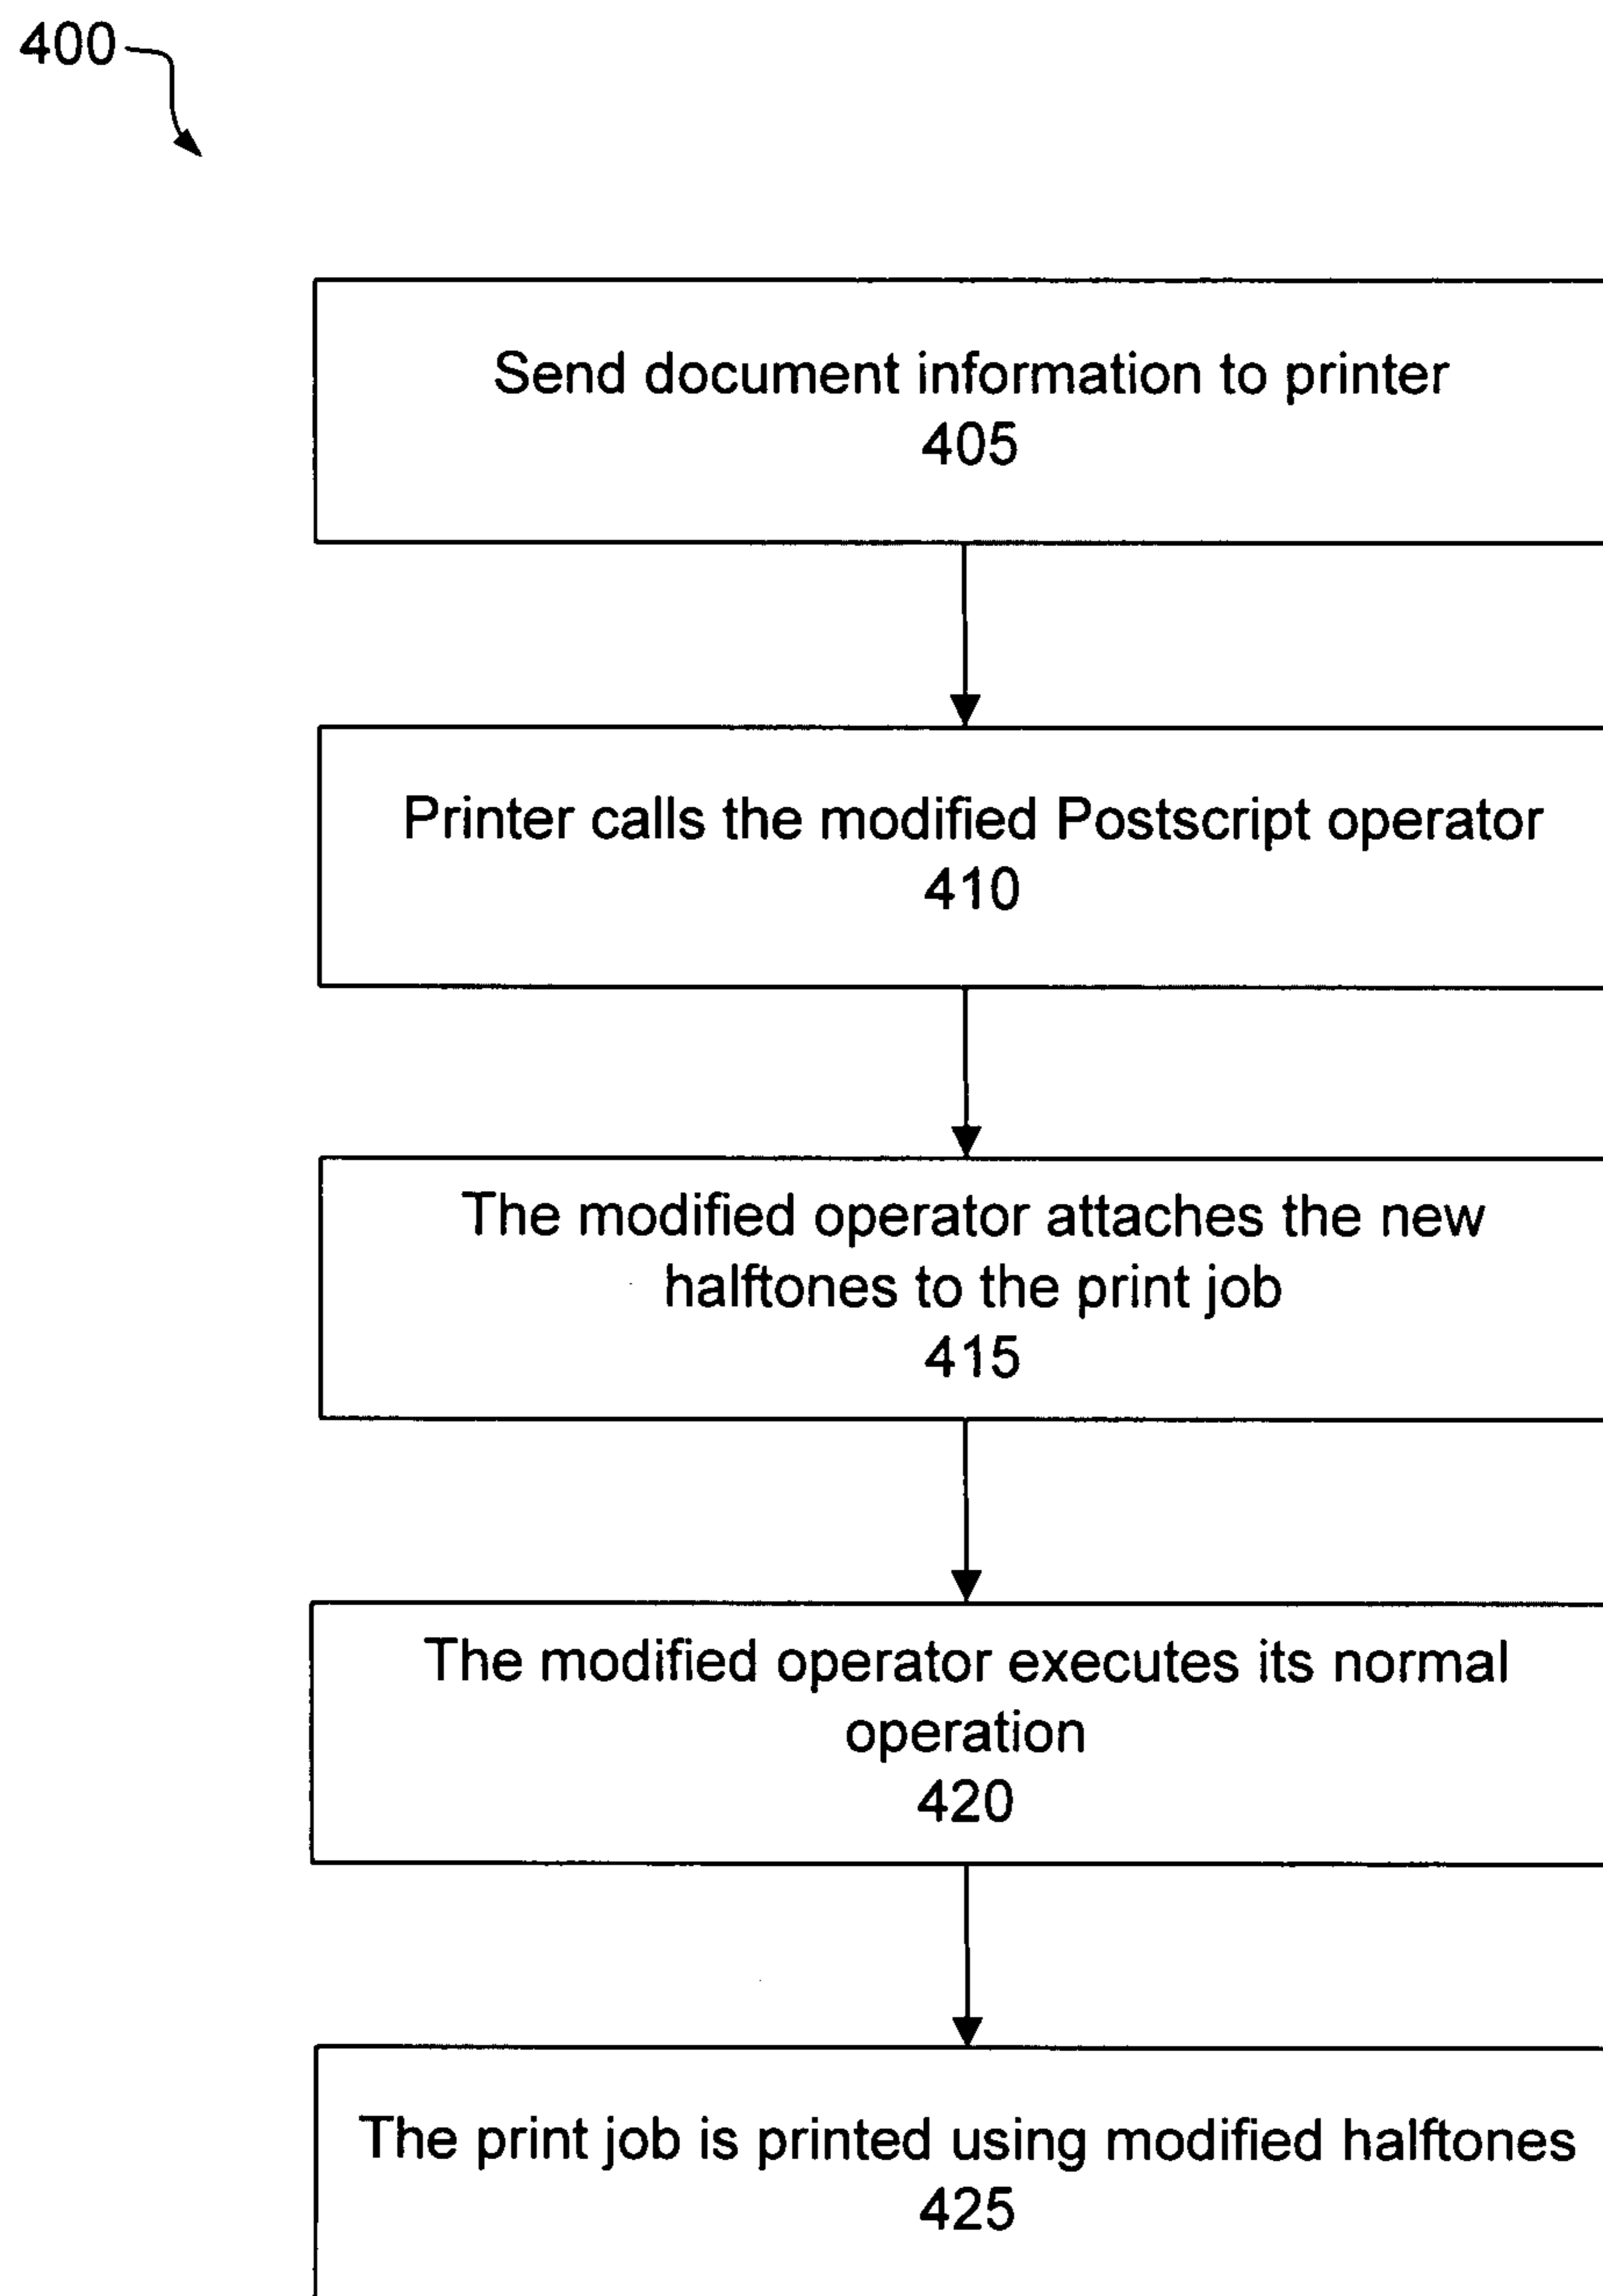 400
Send document information to printer
405
Printer calls the modified Postscript operator
410
The modified operator attaches the new
halftones to the print job
415
The modified operator executes its normal
operation
420
The print job is printed using modified halftones
425